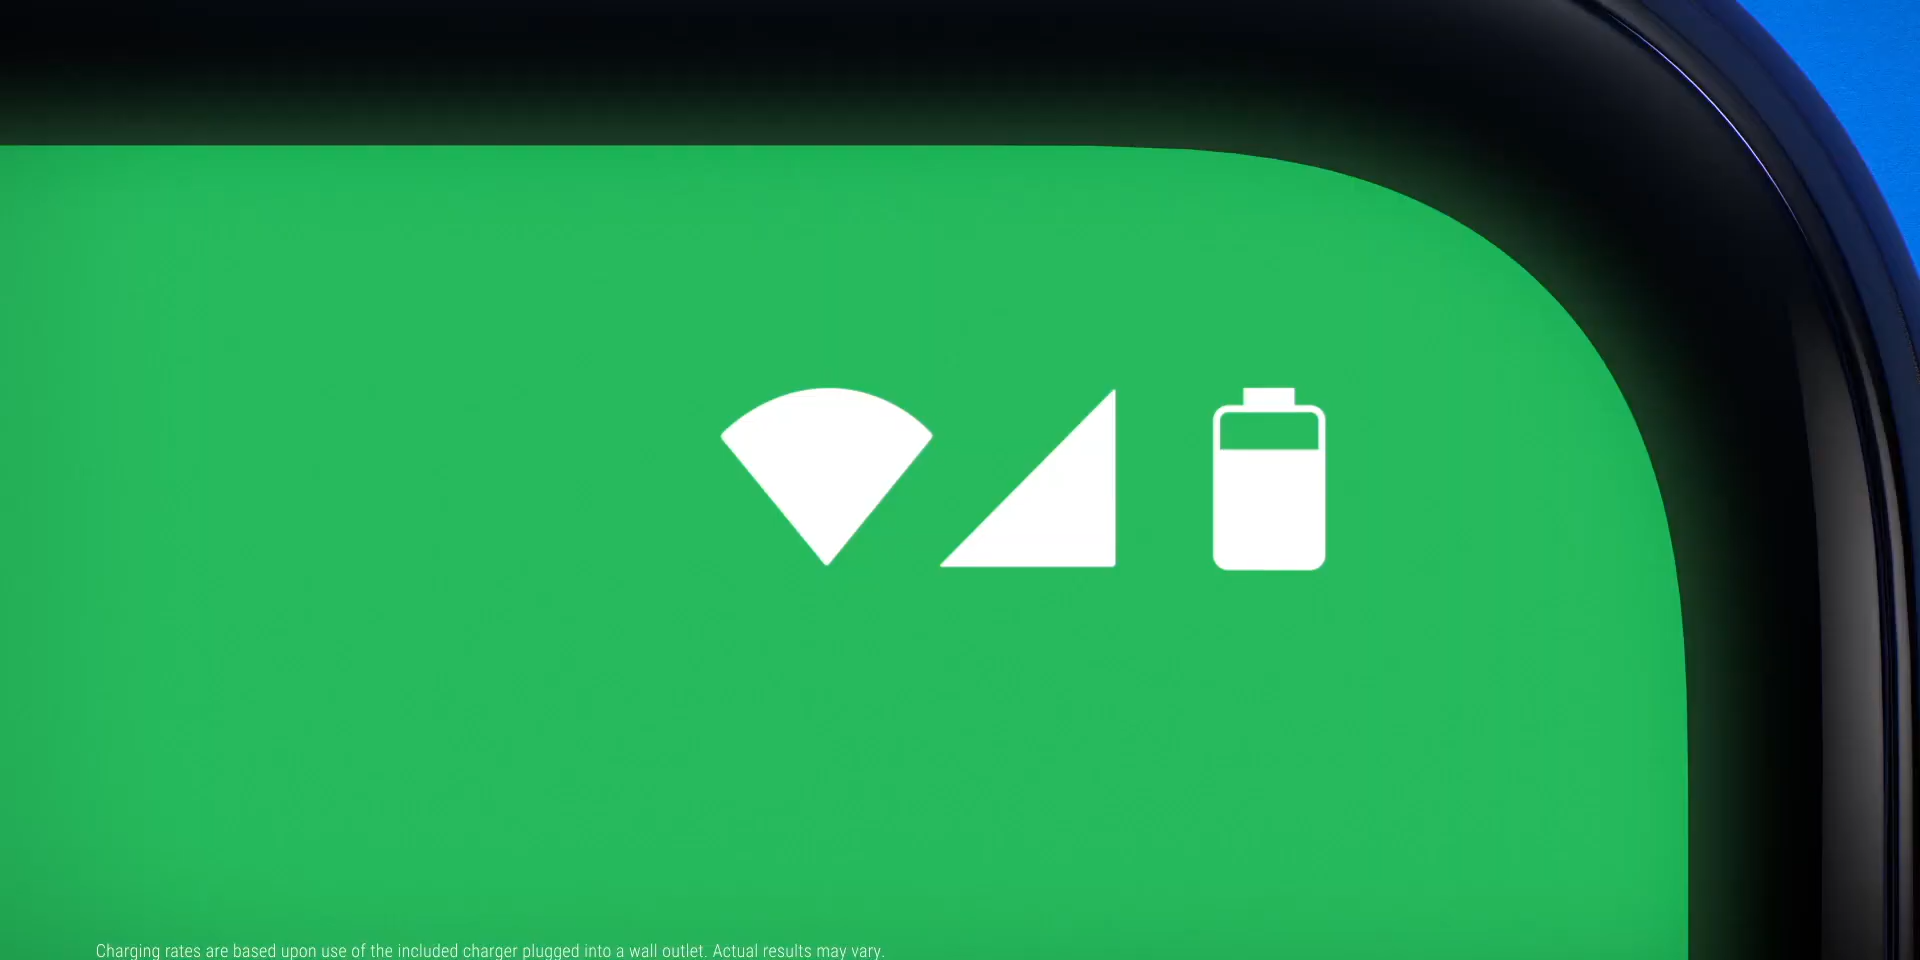 Charging rates are based upon use of the included charger plugged into a wall outlet. Actual results may vary.